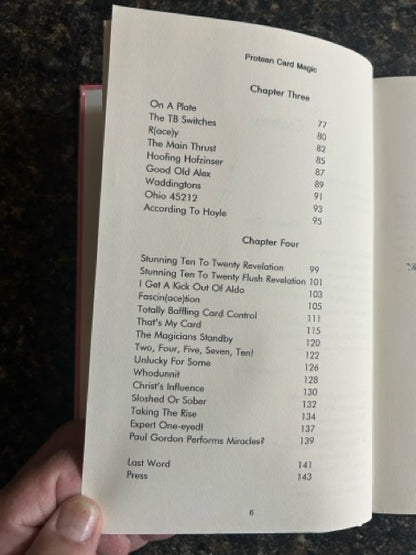 Protean Card Magic
Chapter Three
On A Plate 77
The TB Switches 80
R(ace)y 82
The Main Thrust 85
Hoofing Hofzinser 87
Good Old Alex 89
Waddingtons 91
Ohio 45212 93
According To Hoyle 95
Chapter Four
Stunning Ten To Twenty Revelation 99
Stunning Ten To Twenty Flush Revelation 101
I Get A Kick Out Of Aldo 103
Fascin(ace)tion 105
Totally Baffling Card Control 111
That's My Card 115
The Magicians Standby 120
Two, Four, Five, Seven, Ten! 122
Unlucky For Some 126
Whodunnit 128
Christ's Influence 130
Sloshed Or Sober 132
Taking The Rise 134
Expert One-eyed! 137
Paul Gordon Performs Miracles? 139
Last Word 141
Press 143
6